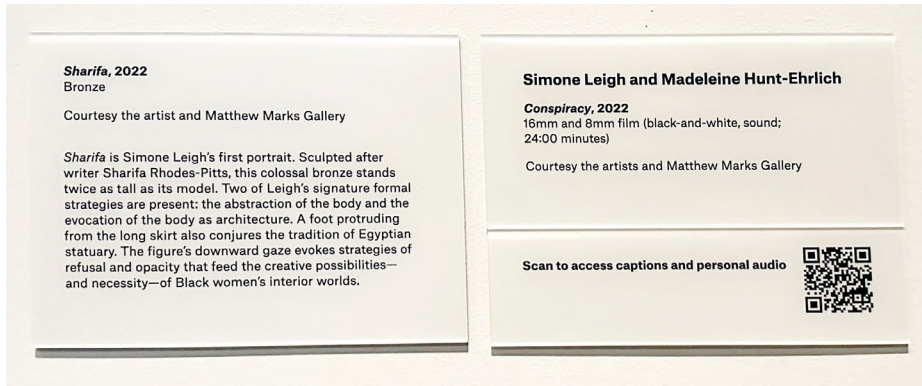 Sharifa, 2022
Bronze
Courtesy the artist and Matthew Marks Gallery
Sharifa is Simone Leigh's first portrait. Sculpted after
writer Sharifa Rhodes-Pitts, this colossal bronze stands
twice as tall as its model. Two of Leigh's signature formal
strategies are present: the abstraction of the body and the
evocation of the body as architecture. A foot protruding
from the long skirt also conjures the tradition of Egyptian
statuary. The figure's downward gaze evokes strategies of
refusal and opacity that feed the creative possibilities—
and necessity—of Black women's interior worlds.
Simone Leigh and Madeleine Hunt-Ehrlich
Conspiracy, 2022
16mm and 8mm film (black-and-white, sound;
24:00 minutes)
Courtesy the artists and Matthew Marks Gallery
Scan to access captions and personal audio